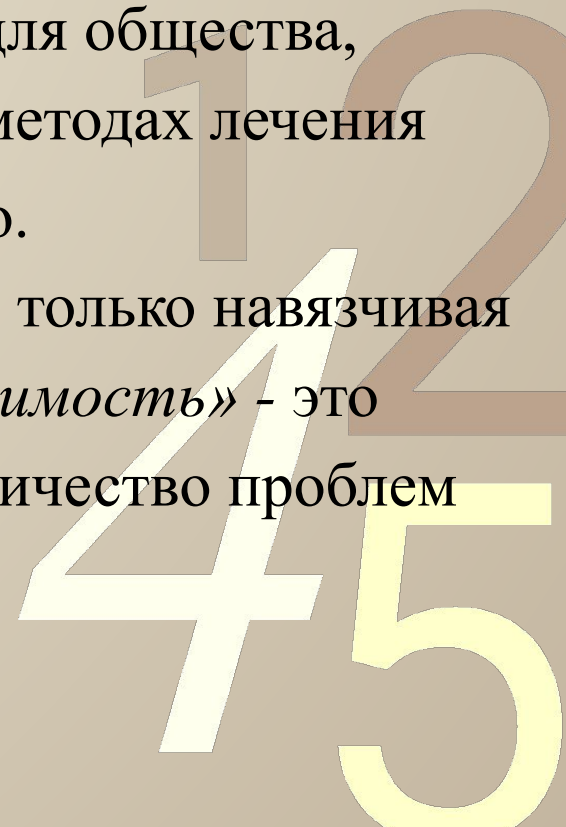 для общества,
методах лечения
о.
только навязчивая
имость» - это
ичество проблем
1 2
4
5